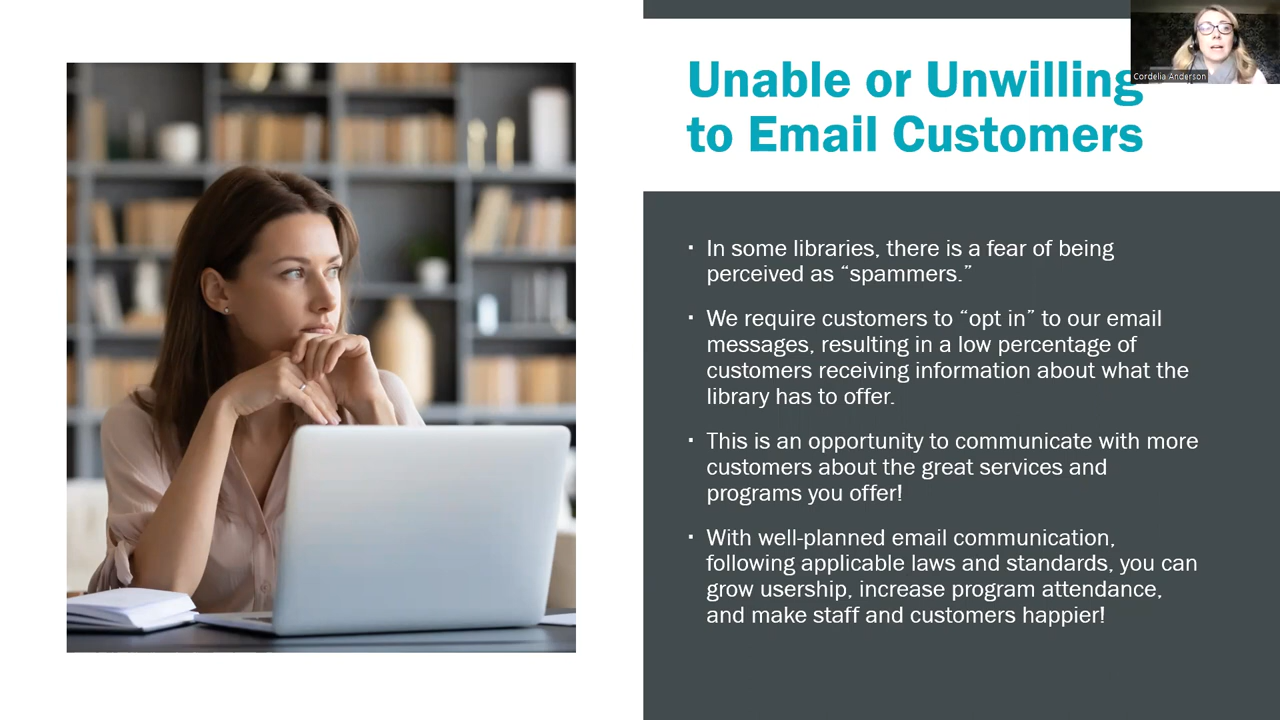 Unable or Unwilling
to Email Customers
Cordelia Anderson
▪ In some libraries, there is a fear of being
perceived as “spammers.”
▪ We require customers to “opt in” to our email
messages, resulting in a low percentage of
customers receiving information about what the
library has to offer.
▪ This is an opportunity to communicate with more
customers about the great services and
programs you offer!
▪ With well-planned email communication,
following applicable laws and standards, you can
grow usership, increase program attendance,
and make staff and customers happier!